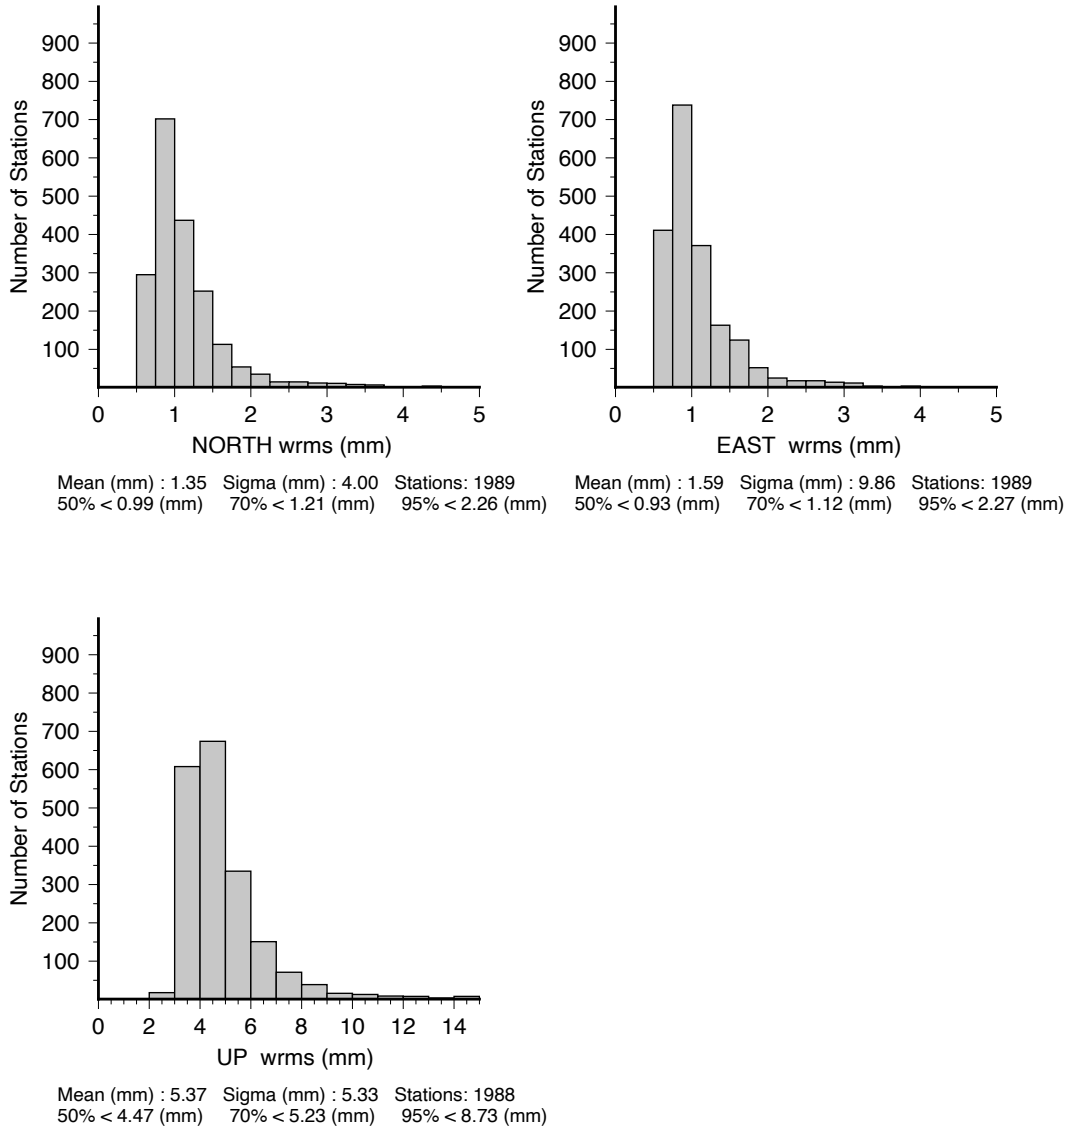 900
800
700
600
500
400
300
200
100
Number of Stations
0 1 2 3 4 5
NORTH wrms (mm)
Mean (mm) : 1.35 Sigma (mm) : 4.00 Stations: 1989
50% < 0.99 (mm) 70% < 1.21 (mm) 95% < 2.26 (mm)
900
800
700
600
500
400
300
200
100
Number of Stations
0 1 2 3 4 5
EAST wrms (mm)
Mean (mm) : 1.59 Sigma (mm) : 9.86 Stations: 1989
50% < 0.93 (mm) 70% < 1.12 (mm) 95% < 2.27 (mm)
900
800
700
600
500
400
300
200
100
Number of Stations
0 2 4 6 8 10 12 14
UP wrms (mm)
Mean (mm) : 5.37 Sigma (mm) : 5.33 Stations: 1988
50% < 4.47 (mm) 70% < 5.23 (mm) 95% < 8.73 (mm)